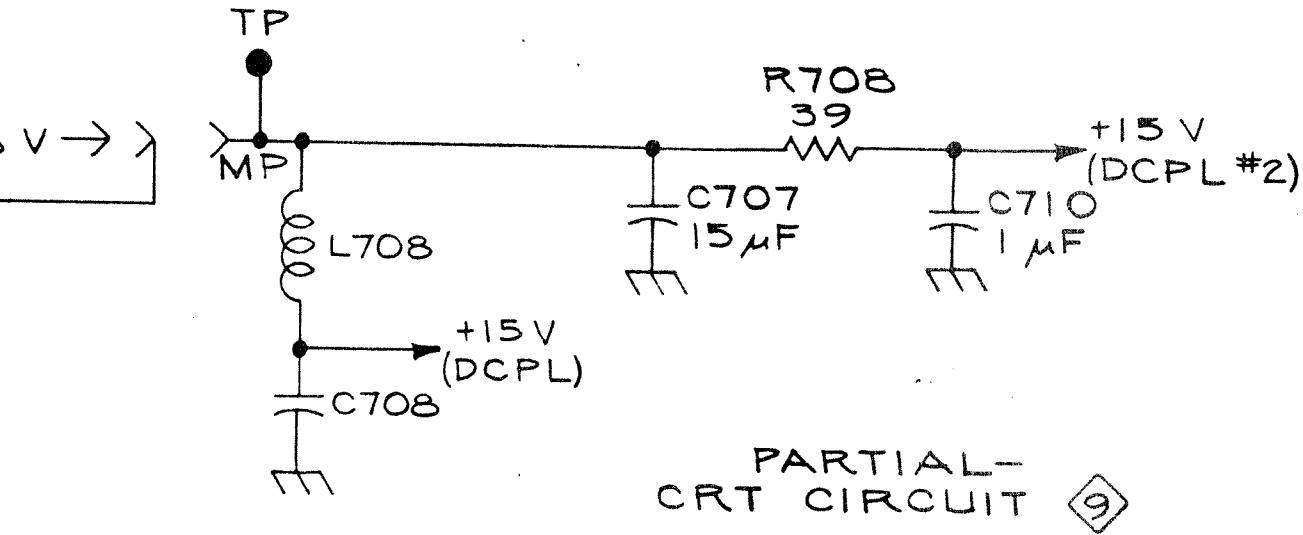 TP
V
MP
R708
39
+15 V
(DCPL #2)
C707
15 µF
C710
1 µF
L708
+15 V
(DCPL)
C708
PARTIAL-
CRT CIRCUIT 9